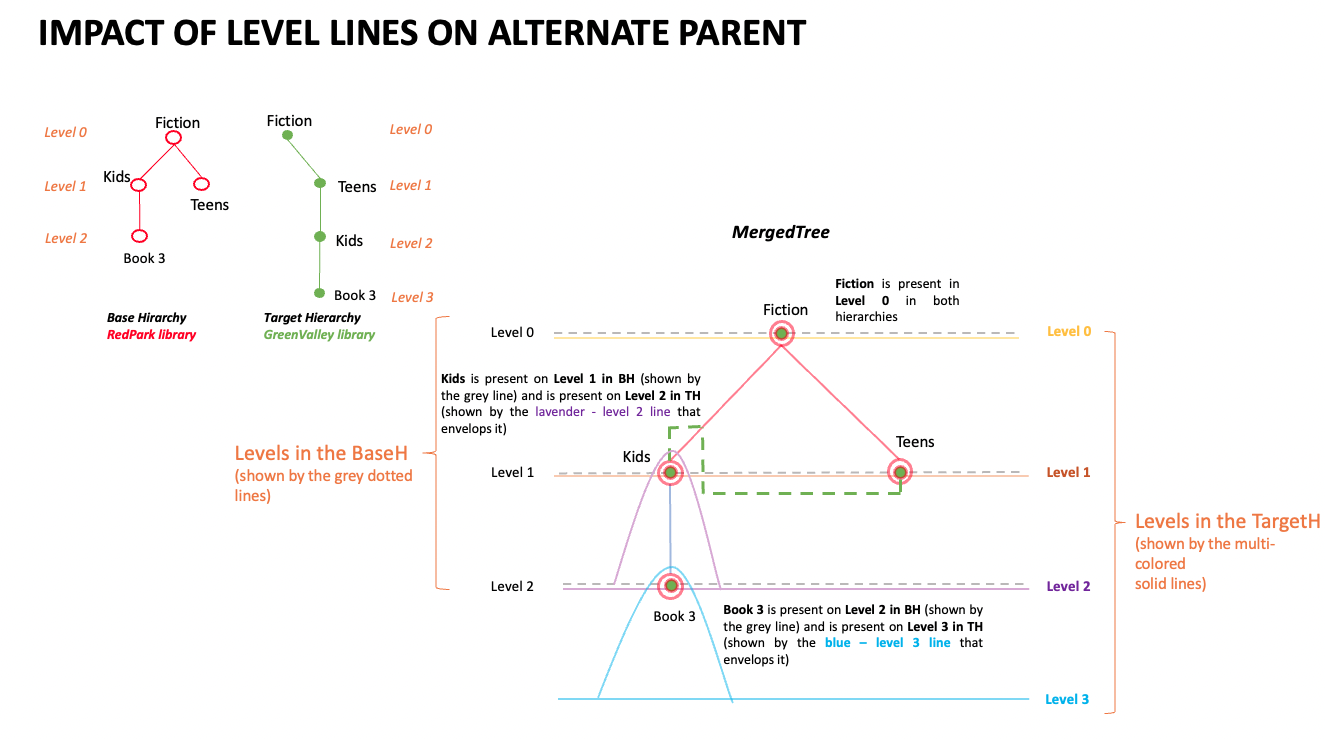 IMPACT OF LEVEL LINES ON ALTERNATE PARENT
Fiction
Level 0
Kids
Level 1
Teens
Level 2
Book 3
Base Hirarchy
RedPark library
Fiction
Level 0
Teens
Level 1
Kids
Level 2
Book 3
Level 3
Target Hierarchy
GreenValley library
MergedTree
Fiction is present in
Level 0 in both
hierarchies
Fiction
Level 0
Level 0
Kids is present on Level 1 in BH (shown by
the grey line) and is present on Level 2 in TH
(shown by the lavender - level 2 line that
envelops it)
Levels in the BaseH
(shown by the grey dotted
lines)
Kids
Teens
Level 1
Level 1
Levels in the TargetH
(shown by the multi-
colored
solid lines)
Level 2
Level 2
Book 3
Book 3 is present on Level 2 in BH (shown by
the grey line) and is present on Level 3 in TH
(shown by the blue – level 3 line that
envelops it)
Level 3